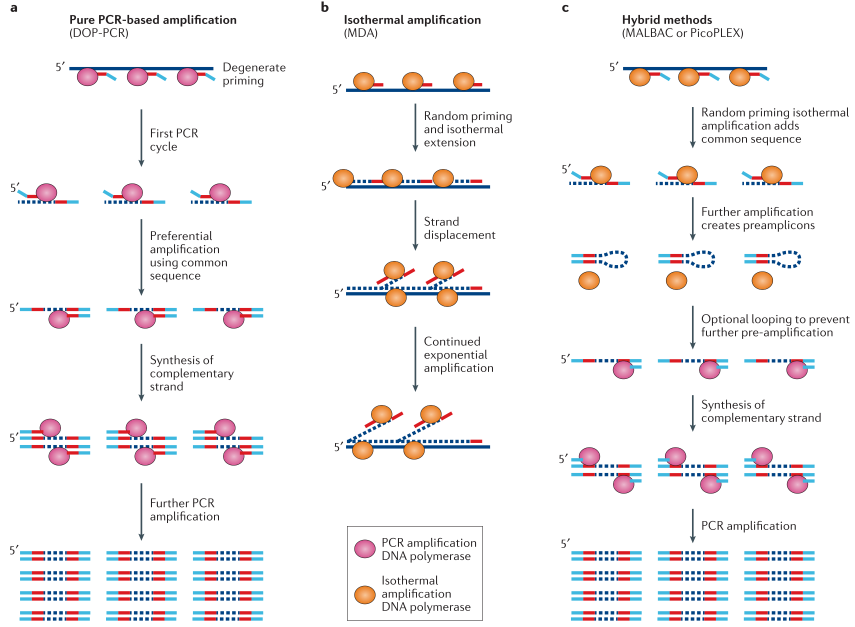 a
Pure PCR-based amplification
(DOP-PCR)
5′
Degenerate
priming
First PCR
cycle
5′
Preferential
amplification
using common
sequence
5′
Synthesis of
complementary
strand
5′
Further PCR
amplification
5′
b
Isothermal amplification
(MDA)
5′
Random priming
and isothermal
extension
5′
Strand
displacement
5′
Continued
exponential
amplification
5′
PCR amplification
DNA polymerase
Isothermal
amplification
DNA polymerase
c
Hybrid methods
(MALBAC or PicoPLEX)
5′
Random priming isothermal
amplification adds
common sequence
5′
Further amplification
creates preamplicons
5′
Optional looping to prevent
further pre-amplification
5′
Synthesis of
complementary strand
5′
PCR amplification
5′